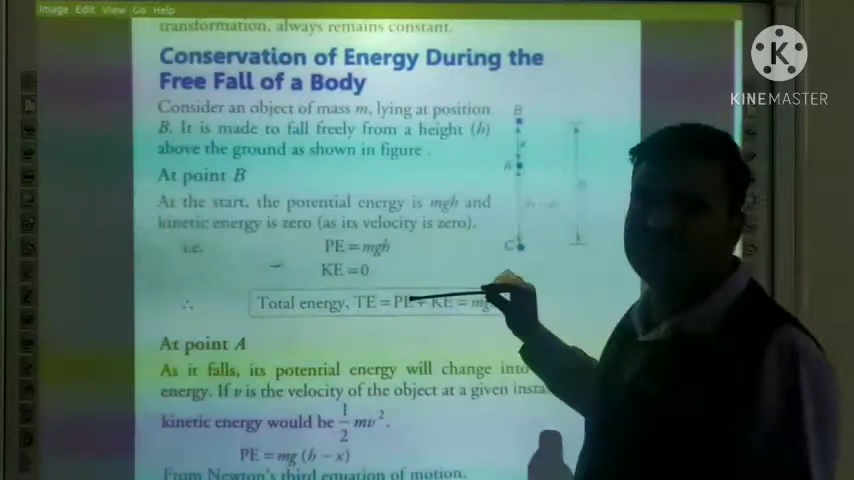 Image Edit View Go Help
transformation, always remains constant.
Conservation of Energy During the
Free Fall of a Body
Consider an object of mass m, lying at position
B. It is made to fall freely from a height (h)
above the ground as shown in figure .
At point B
At the start, the potential energy is mgh and
kinetic energy is zero (as its velocity is zero).
i.e. PE = mgh
KE = 0
∴ Total energy, TE = PE + KE = mg
At point A
As it falls, its potential energy will change into
energy. If v is the velocity of the object at a given insta
kinetic energy would be 1/2 mv².
PE = mg (h − x)
From Newton's third equation of motion,
B
x
A
h − x
h
C
K
KINEMASTER